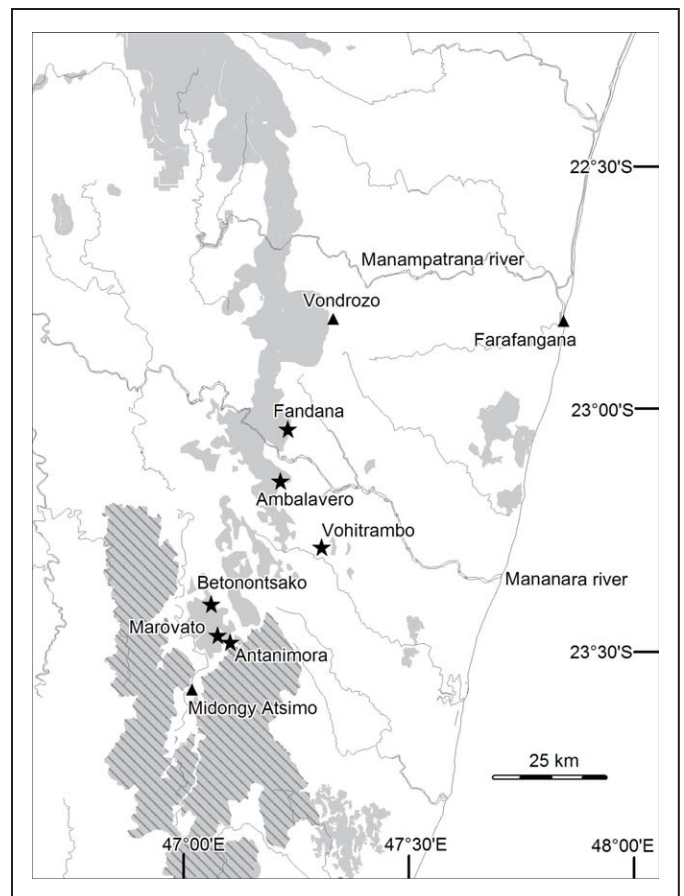 22°30'S
Manampatrana river
Vondrozo
Farafangana
23°00'S
Fandana
Ambalavero
Vohitrambo
Betonontsako
Mananara river
Marovato
Antanimora
23°30'S
Midongy Atsimo
25 km
47°00'E
47°30'E
48°00'E